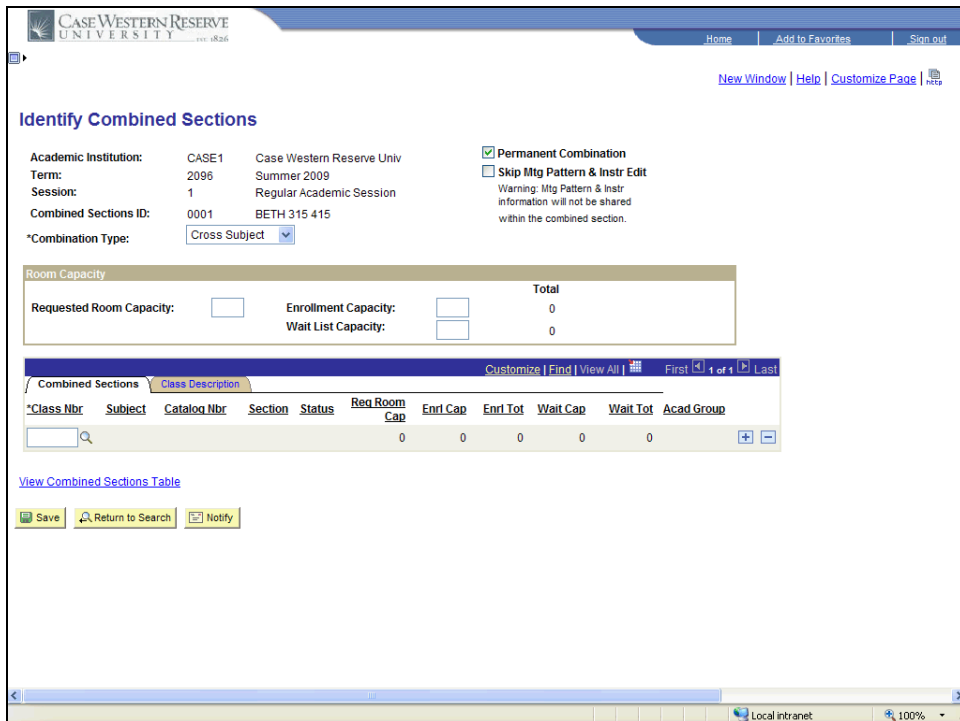 CASE WESTERN RESERVE
UNIVERSITY EST. 1826
Home Add to Favorites Sign out
New Window | Help | Customize Page | http
Identify Combined Sections
Academic Institution: CASE1 Case Western Reserve Univ
Term: 2096 Summer 2009
Session: 1 Regular Academic Session
Combined Sections ID: 0001 BETH 315 415
*Combination Type: Cross Subject
Permanent Combination
Skip Mtg Pattern & Instr Edit
Warning: Mtg Pattern & Instr
information will not be shared
within the combined section.
Room Capacity
Total
Requested Room Capacity: Enrollment Capacity: 0
Wait List Capacity: 0
Customize | Find | View All | First 1 of 1 Last
Combined Sections Class Description
*Class Nbr Subject Catalog Nbr Section Status Req Room Cap Enrl Cap Enrl Tot Wait Cap Wait Tot Acad Group
0 0 0 0 0
View Combined Sections Table
Save Return to Search Notify
Local intranet 100%